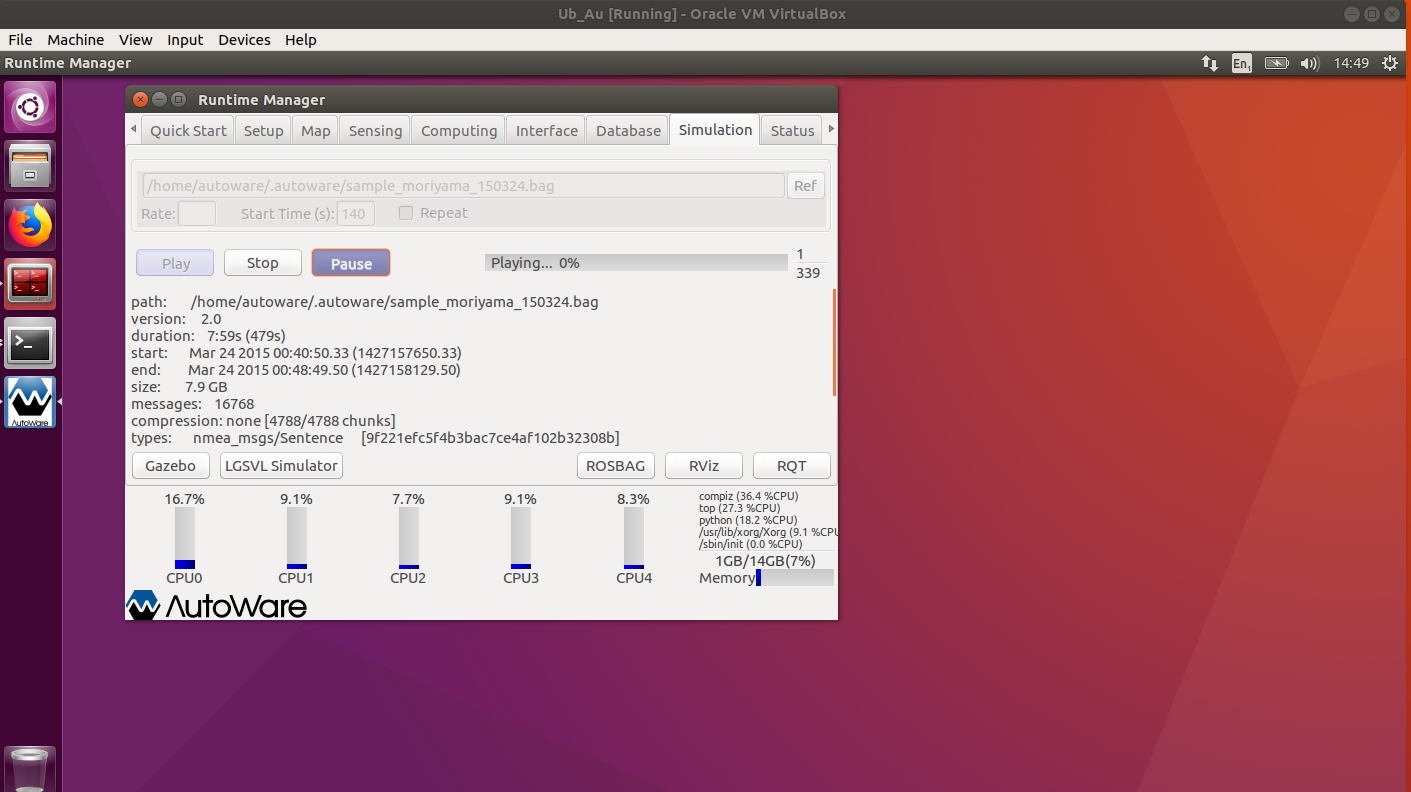 Ub_Au [Running] - Oracle VM VirtualBox
File Machine View Input Devices Help
Runtime Manager En1 14:49
Runtime Manager
Quick Start Setup Map Sensing Computing Interface Database Simulation Status
/home/autoware/.autoware/sample_moriyama_150324.bag Ref
Rate: Start Time (s): 140 Repeat
Play Stop Pause Playing... 0% 1
339
path: /home/autoware/.autoware/sample_moriyama_150324.bag
version: 2.0
duration: 7:59s (479s)
start: Mar 24 2015 00:40:50.33 (1427157650.33)
end: Mar 24 2015 00:48:49.50 (1427158129.50)
size: 7.9 GB
messages: 16768
compression: none [4788/4788 chunks]
types: nmea_msgs/Sentence [9f221efc5f4b3bac7ce4af102b32308b]
Gazebo LGSVL Simulator ROSBAG RViz RQT
16.7% 9.1% 7.7% 9.1% 8.3%
compiz (36.4 %CPU)
top (27.3 %CPU)
python (18.2 %CPU)
/usr/lib/xorg/Xorg (9.1 %CPU
/sbin/init (0.0 %CPU)
1GB/14GB(7%)
CPU0 CPU1 CPU2 CPU3 CPU4 Memory
AutoWare
AutoWare